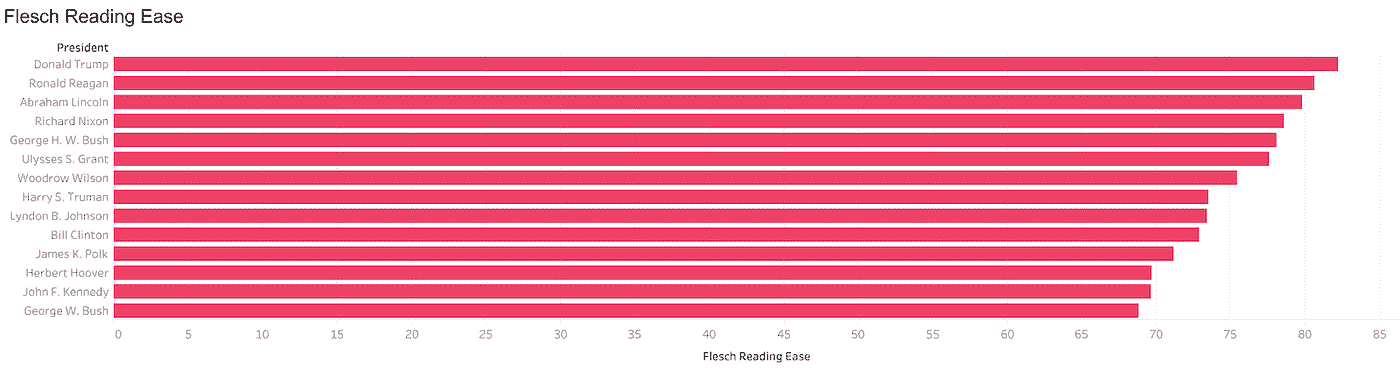 Flesch Reading Ease
President
Donald Trump
Ronald Reagan
Abraham Lincoln
Richard Nixon
George H. W. Bush
Ulysses S. Grant
Woodrow Wilson
Harry S. Truman
Lyndon B. Johnson
Bill Clinton
James K. Polk
Herbert Hoover
John F. Kennedy
George W. Bush
0 5 10 15 20 25 30 35 40 45 50 55 60 65 70 75 80 85
Flesch Reading Ease